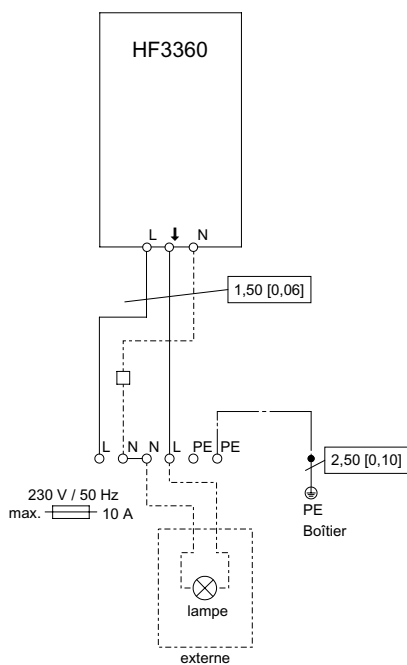 HF3360
L N
1,50 [0,06]
L N N L PE PE
2,50 [0,10]
230 V / 50 Hz
max. 10 A
PE
Boîtier
lampe
externe